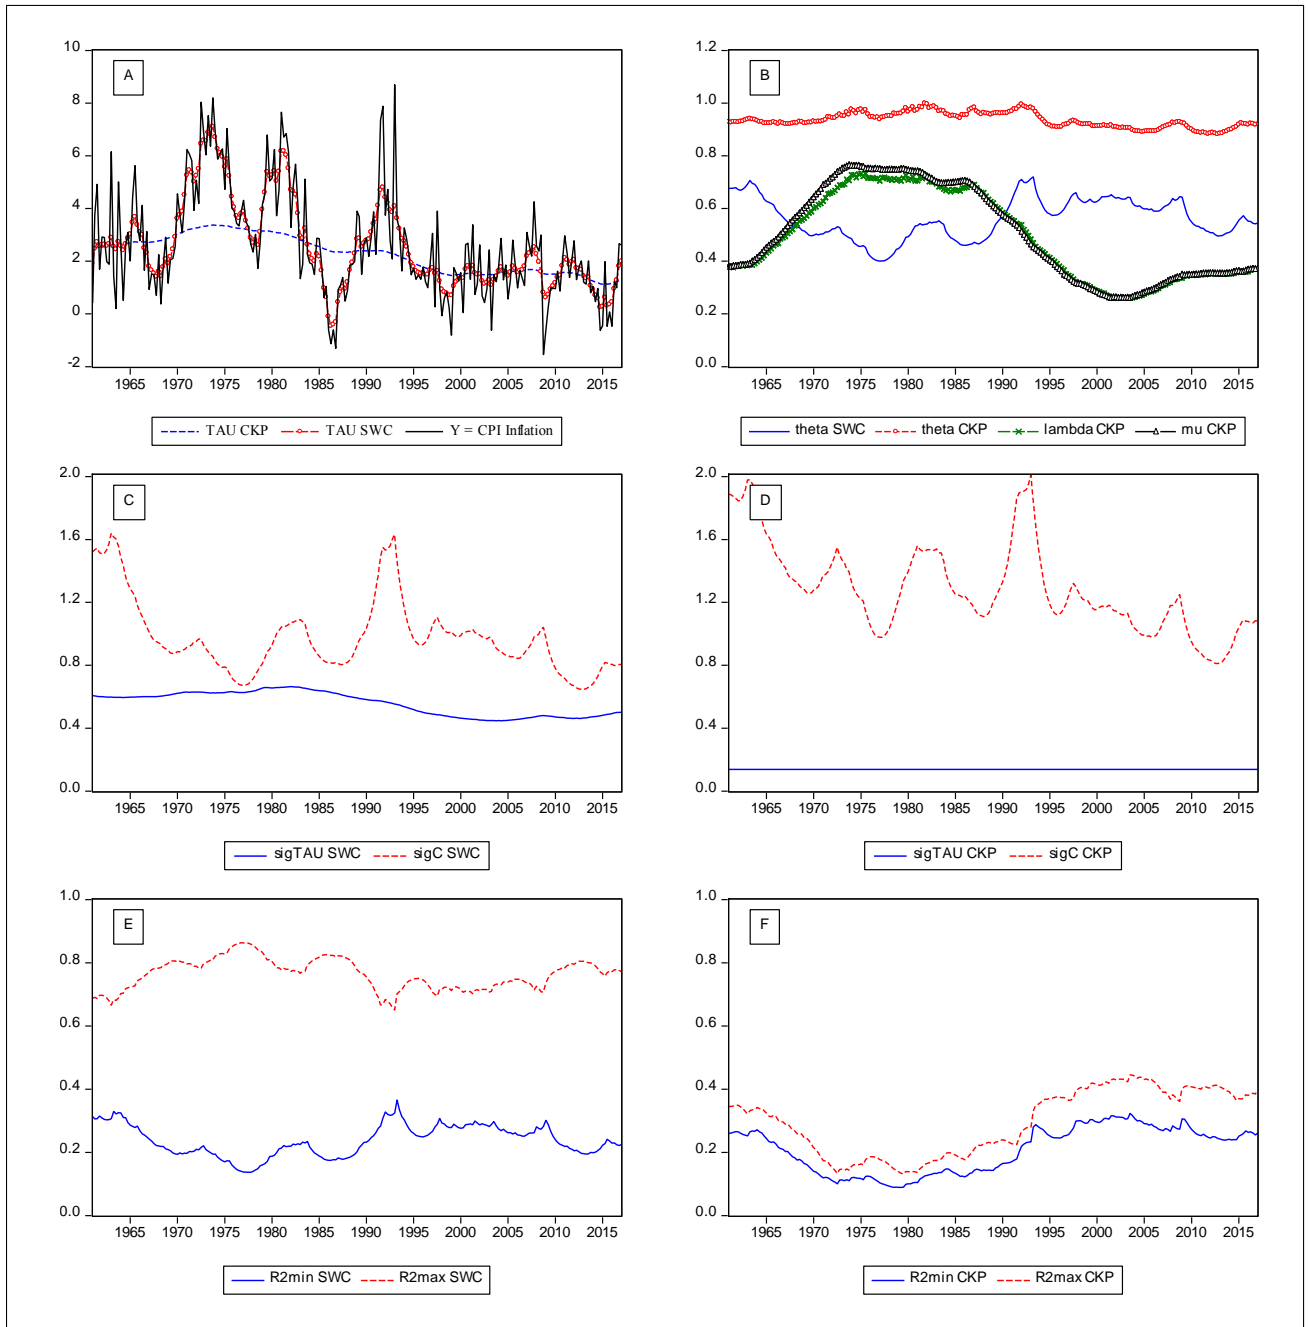 A
10
8
6
4
2
0
-2
1965 1970 1975 1980 1985 1990 1995 2000 2005 2010 2015
TAU CKP TAU SWC Y = CPI Inflation
B
1.2
1.0
0.8
0.6
0.4
0.2
0.0
1965 1970 1975 1980 1985 1990 1995 2000 2005 2010 2015
theta SWC theta CKP lambda CKP mu CKP
C
2.0
1.6
1.2
0.8
0.4
0.0
1965 1970 1975 1980 1985 1990 1995 2000 2005 2010 2015
sigTAU SWC sigC SWC
D
2.0
1.6
1.2
0.8
0.4
0.0
1965 1970 1975 1980 1985 1990 1995 2000 2005 2010 2015
sigTAU CKP sigC CKP
E
1.0
0.8
0.6
0.4
0.2
0.0
1965 1970 1975 1980 1985 1990 1995 2000 2005 2010 2015
R2min SWC R2max SWC
F
1.0
0.8
0.6
0.4
0.2
0.0
1965 1970 1975 1980 1985 1990 1995 2000 2005 2010 2015
R2min CKP R2max CKP